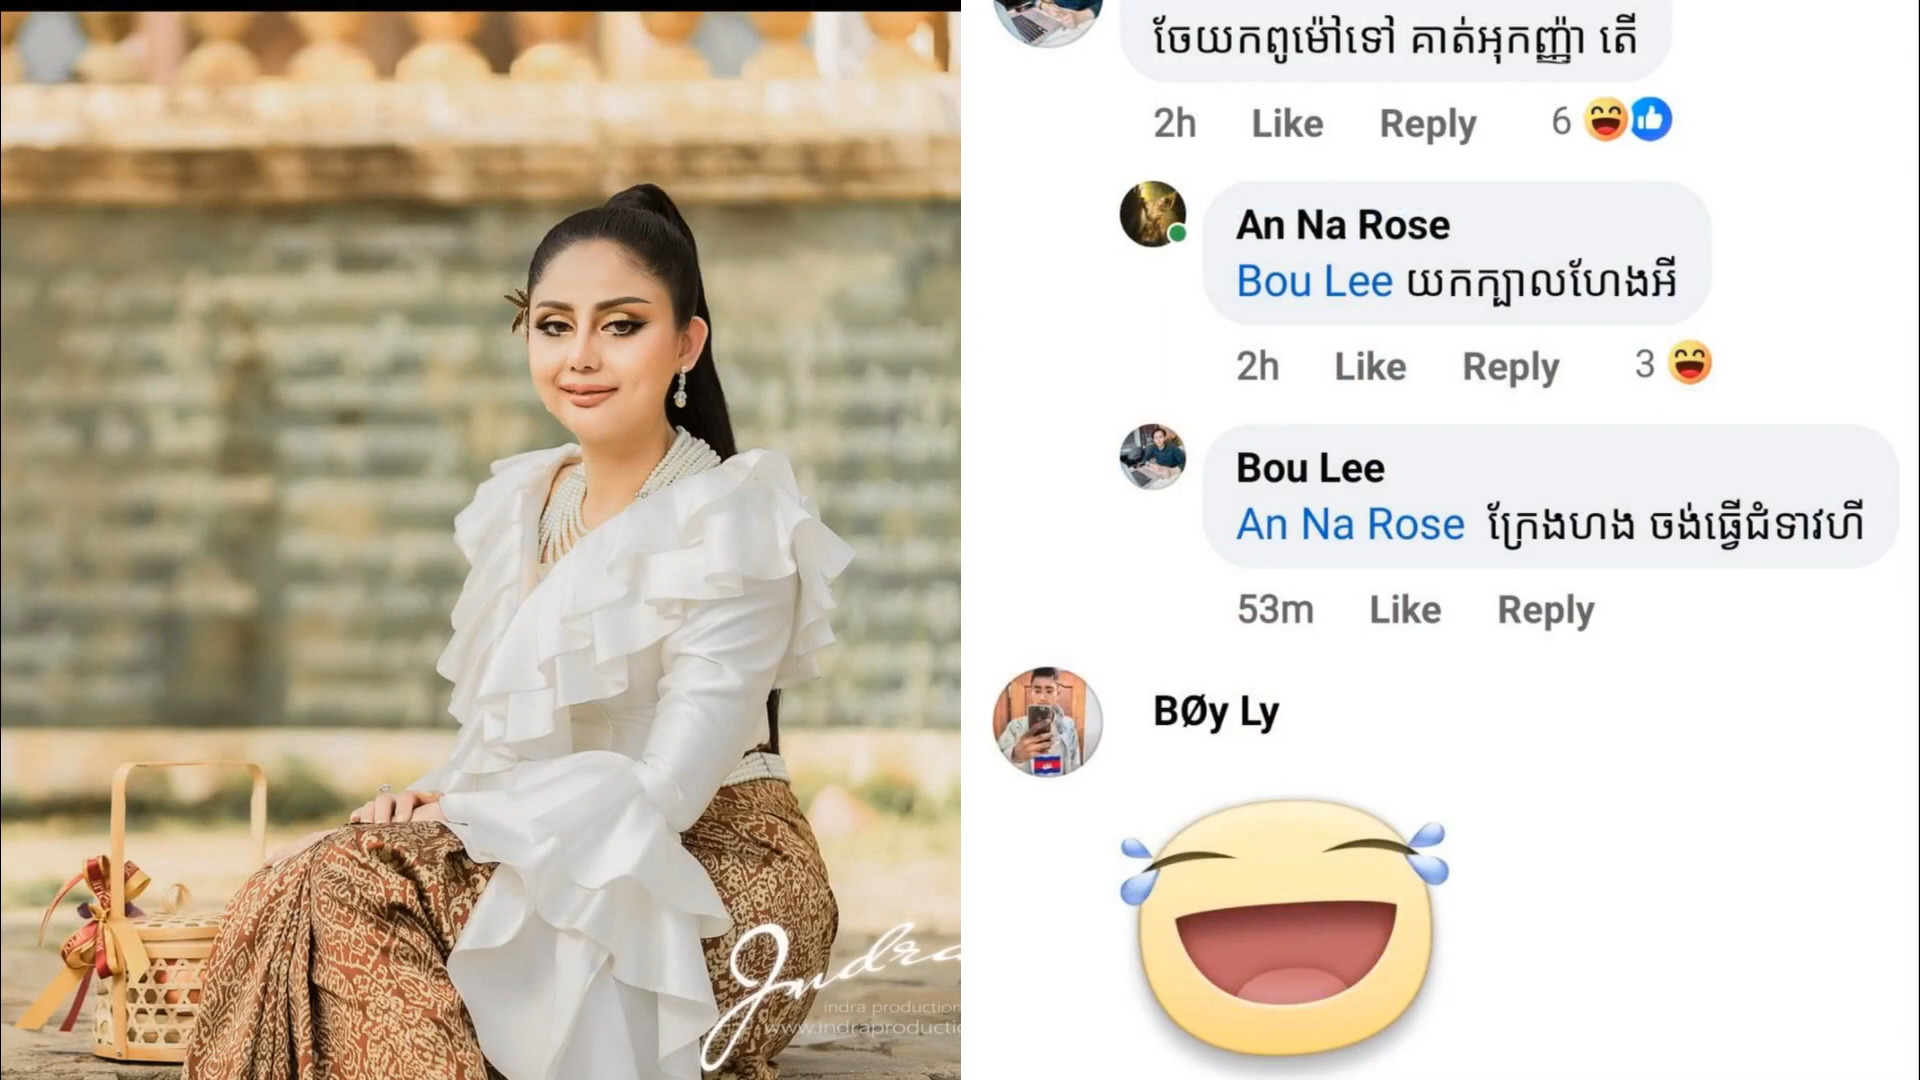 Indra
indra production
www.indraproducti
ចែយកពូម៉ៅទៅ គាត់អុកញ៉ា តើ
2h Like Reply 6
An Na Rose
Bou Lee យកក្បាលហែងអី
2h Like Reply 3
Bou Lee
An Na Rose ក្រែងហង ចង់ធ្វើជំទាវហី
53m Like Reply
BØy Ly